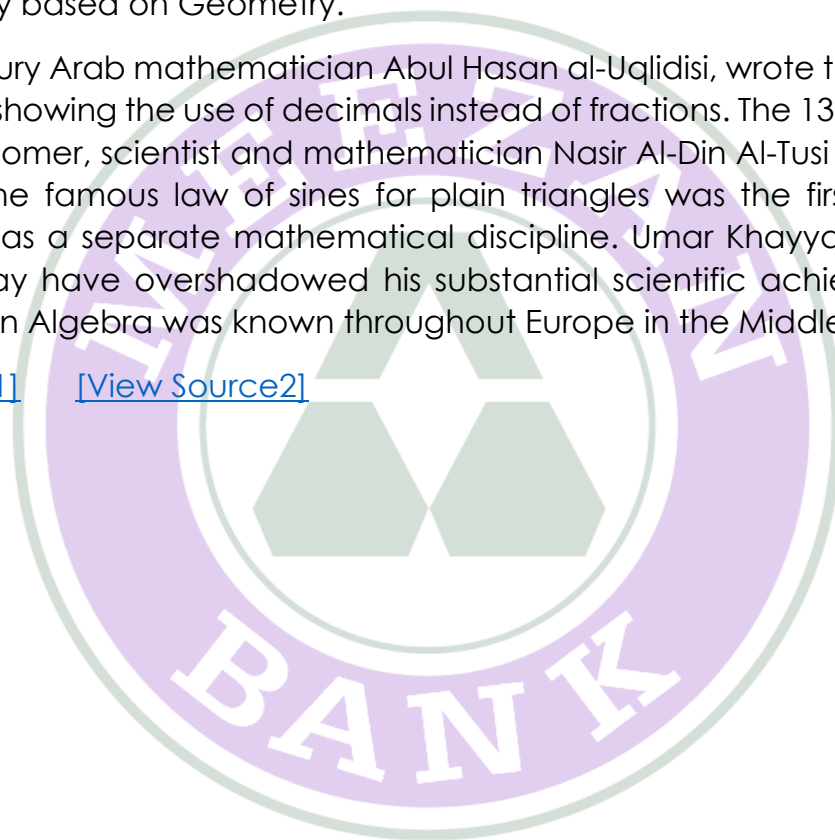 y based on Geometry.
ury Arab mathematician Abul Hasan al-Uqlidisi, wrote t
showing the use of decimals instead of fractions. The 13
omer, scientist and mathematician Nasir Al-Din Al-Tusi
ne famous law of sines for plain triangles was the firs
as a separate mathematical discipline. Umar Khayya
ay have overshadowed his substantial scientific achie
n Algebra was known throughout Europe in the Middle
1] [View Source2]
MEEZAN
BANK